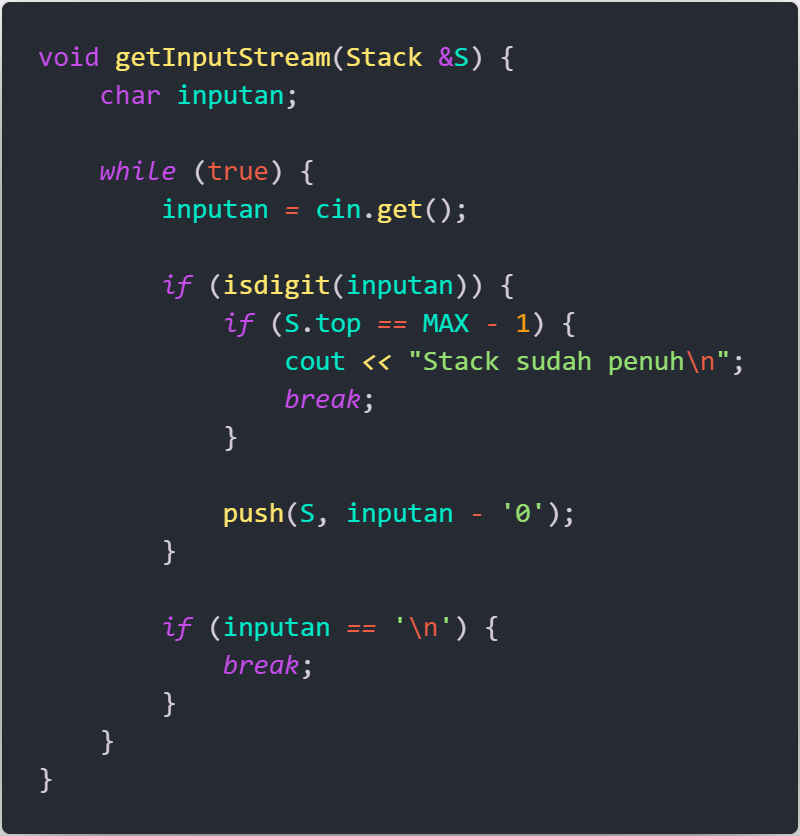 void getInputStream(Stack &S) {
    char inputan;

    while (true) {
        inputan = cin.get();

        if (isdigit(inputan)) {
            if (S.top == MAX - 1) {
                cout << "Stack sudah penuh\n";
                break;
            }

            push(S, inputan - '0');
        }

        if (inputan == '\n') {
            break;
        }
    }
}